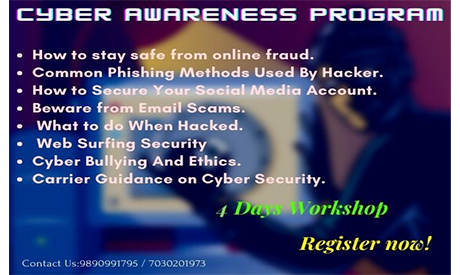 CYBER AWARENESS PROGRAM
• How to stay safe from online fraud.
• Common Phishing Methods Used By Hacker.
• How to Secure Your Social Media Account.
• Beware from Email Scams.
• What to do When Hacked.
• Web Surfing Security
• Cyber Bullying And Ethics.
• Carrier Guidance on Cyber Security.
4 Days Workshop
Register now!
Contact Us:9890991795 / 7030201973